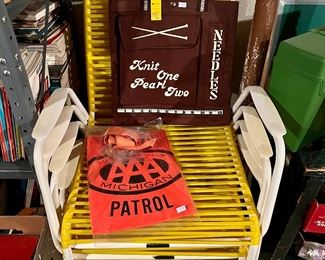 Knit
One
Pearl
Two
NEEDLES
AAA
MICHIGAN
PATROL